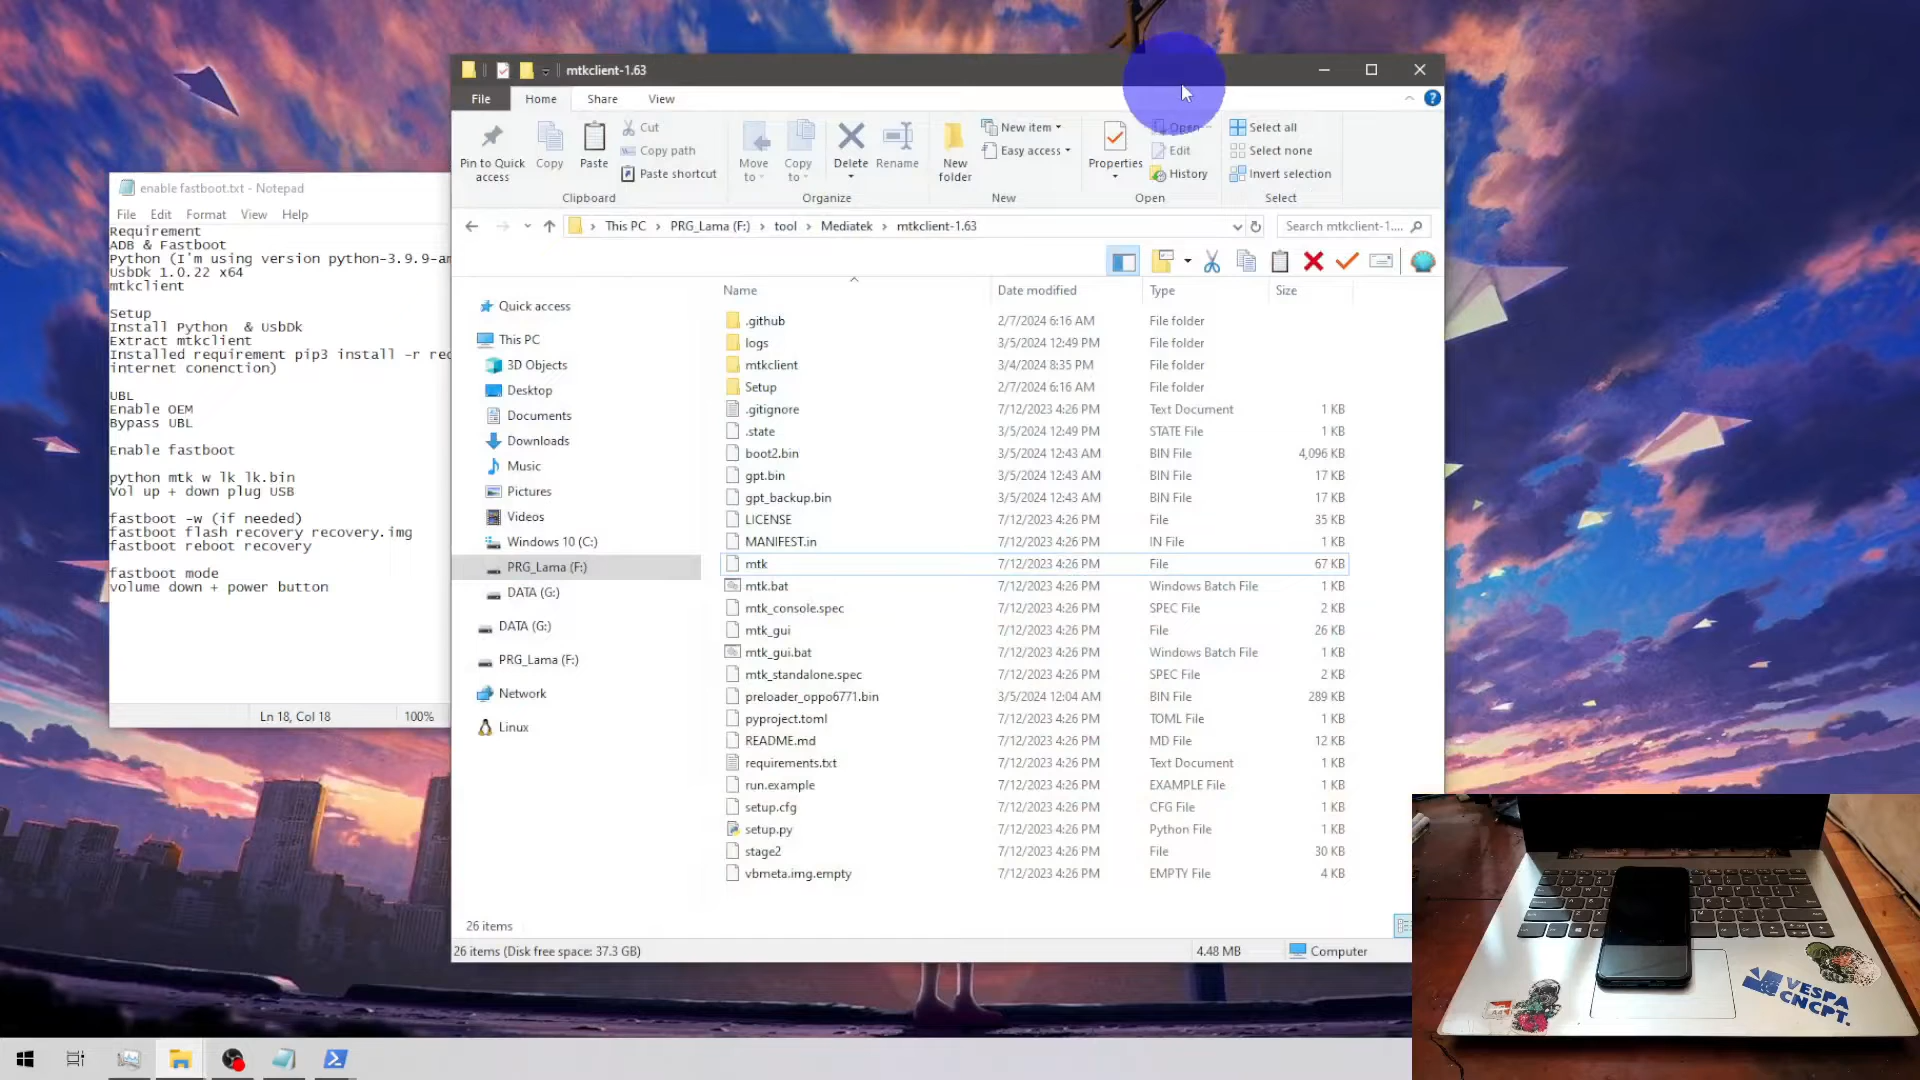 enable fastboot.txt - Notepad
File Edit Format View Help
Requirement
ADB & Fastboot
Python (I'm using version python-3.9.9-am
UsbDk 1.0.22 x64
mtkclient
Setup
Install Python & UsbDk
Extract mtkclient
Installed requirement pip3 install -r rec
internet conenction)
UBL
Enable OEM
Bypass UBL
Enable fastboot
python mtk w lk lk.bin
Vol up + down plug USB
fastboot -w (if needed)
fastboot flash recovery recovery.img
fastboot reboot recovery
fastboot mode
volume down + power button
Ln 18, Col 18 100%
mtkclient-1.63
File Home Share View
Pin to Quick access
Copy
Paste
Cut
Copy path
Paste shortcut
Clipboard
Move to
Copy to
Delete
Rename
Organize
New folder
New item
Easy access
New
Properties
Open
Edit
History
Open
Select all
Select none
Invert selection
Select
This PC PRG_Lama (F:) tool Mediatek mtkclient-1.63
Search mtkclient-1....
Quick access
This PC
3D Objects
Desktop
Documents
Downloads
Music
Pictures
Videos
Windows 10 (C:)
PRG_Lama (F:)
DATA (G:)
DATA (G:)
PRG_Lama (F:)
Network
Linux
Name Date modified Type Size
.github 2/7/2024 6:16 AM File folder
logs 3/5/2024 12:49 PM File folder
mtkclient 3/4/2024 8:35 PM File folder
Setup 2/7/2024 6:16 AM File folder
.gitignore 7/12/2023 4:26 PM Text Document 1 KB
.state 3/5/2024 12:49 PM STATE File 1 KB
boot2.bin 3/5/2024 12:43 AM BIN File 4,096 KB
gpt.bin 3/5/2024 12:43 AM BIN File 17 KB
gpt_backup.bin 3/5/2024 12:43 AM BIN File 17 KB
LICENSE 7/12/2023 4:26 PM File 35 KB
MANIFEST.in 7/12/2023 4:26 PM IN File 1 KB
mtk 7/12/2023 4:26 PM File 67 KB
mtk.bat 7/12/2023 4:26 PM Windows Batch File 1 KB
mtk_console.spec 7/12/2023 4:26 PM SPEC File 2 KB
mtk_gui 7/12/2023 4:26 PM File 26 KB
mtk_gui.bat 7/12/2023 4:26 PM Windows Batch File 1 KB
mtk_standalone.spec 7/12/2023 4:26 PM SPEC File 2 KB
preloader_oppo6771.bin 3/5/2024 12:04 AM BIN File 289 KB
pyproject.toml 7/12/2023 4:26 PM TOML File 1 KB
README.md 7/12/2023 4:26 PM MD File 12 KB
requirements.txt 7/12/2023 4:26 PM Text Document 1 KB
run.example 7/12/2023 4:26 PM EXAMPLE File 1 KB
setup.cfg 7/12/2023 4:26 PM CFG File 1 KB
setup.py 7/12/2023 4:26 PM Python File 1 KB
stage2 7/12/2023 4:26 PM File 30 KB
vbmeta.img.empty 7/12/2023 4:26 PM EMPTY File 4 KB
26 items
26 items (Disk free space: 37.3 GB) 4.48 MB Computer
VESPA
CNCPT.